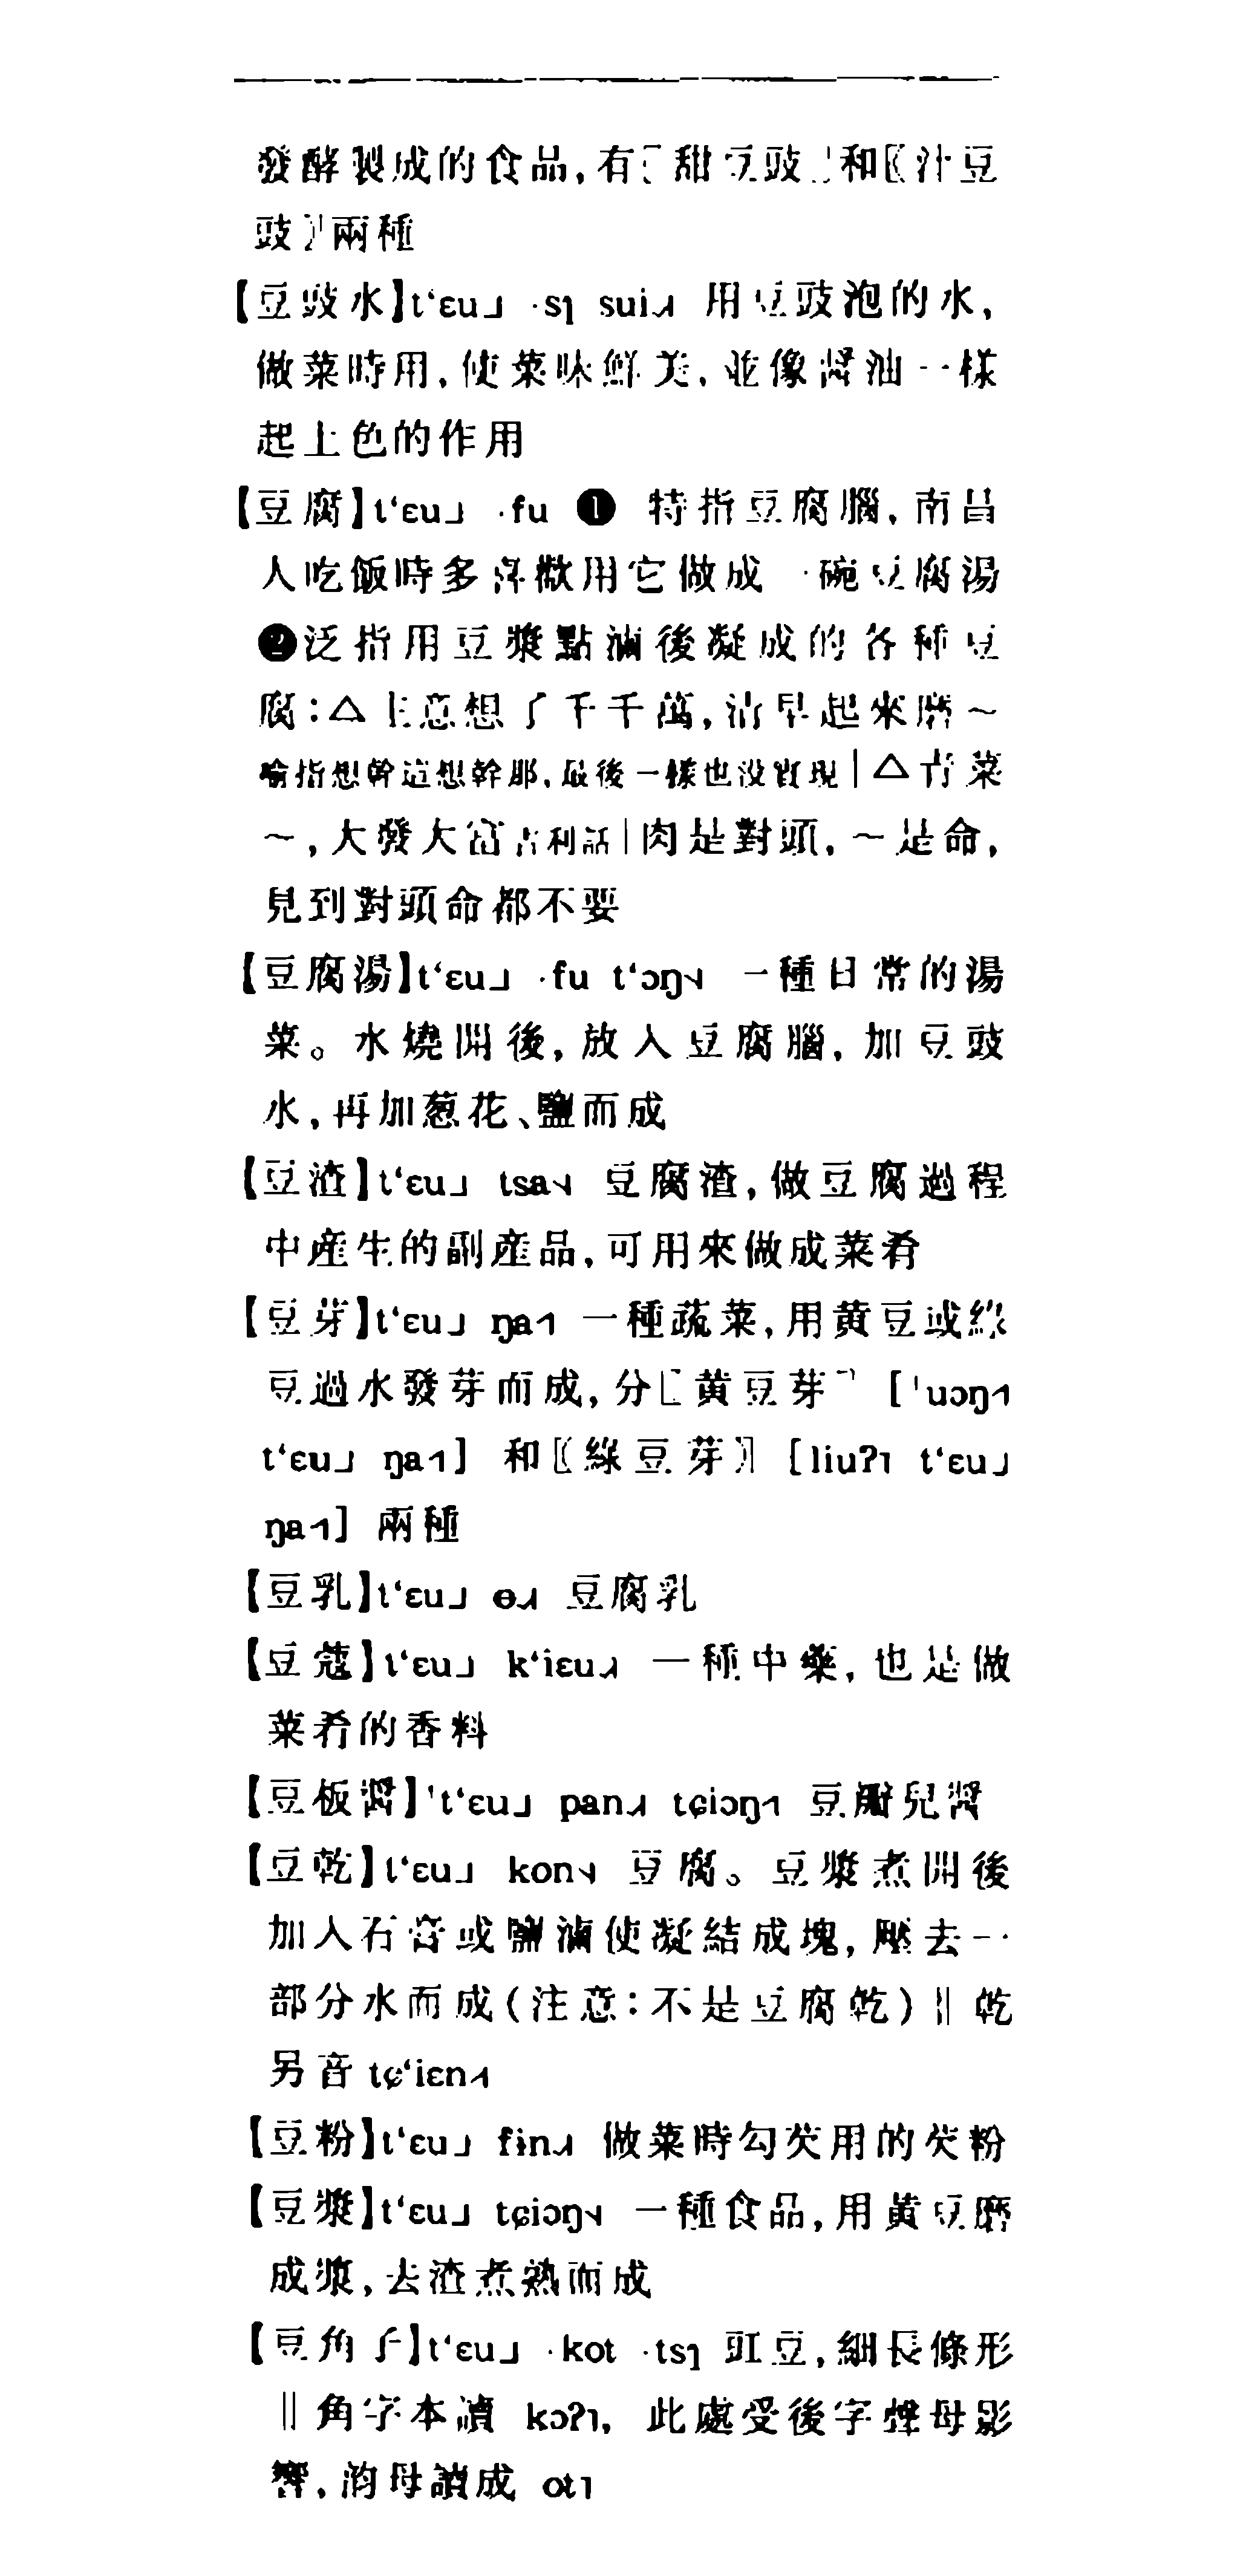 發酵製成的食品,有〖甜豆豉〗和〖汁豆
豉〗兩種
【豆豉水】t‘ɛu˩ ·sɿ sui˨˩˧ 用豆豉泡的水,
做菜時用,使菜味鮮美,並像醬油一樣
起上色的作用
【豆腐】t‘ɛu˩ ·fu ❶ 特指豆腐腦,南昌
人吃飯時多喜歡用它做成一碗豆腐湯
❷泛指用豆漿點滷後凝成的各種豆
腐:△主意想了千千萬,清早起來磨~
喻指想幹這想幹那,最後一樣也没實現|△青菜
~,大發大富吉利話|肉是對頭,~是命,
見到對頭命都不要
【豆腐湯】t‘ɛu˩ ·fu t‘ɔŋ˧˩ 一種日常的湯
菜。水燒開後,放入豆腐腦,加豆豉
水,再加葱花、鹽而成
【豆渣】t‘ɛu˩ tsa˧˩ 豆腐渣,做豆腐過程
中産生的副産品,可用來做成菜肴
【豆芽】t‘ɛu˩ ŋa˧˥ 一種蔬菜,用黄豆或綠
豆過水發芽而成,分〖黄豆芽〗[ˈuɔŋ˧˥
t‘ɛu˩ ŋa˧˥] 和〖綠豆芽〗[liuʔ˥ t‘ɛu˩
ŋa˧˥] 兩種
【豆乳】t‘ɛu˩ ɵ˨˩˧ 豆腐乳
【豆蔻】t‘ɛu˩ k‘iɛu˨˩˧ 一種中藥,也是做
菜肴的香料
【豆板醬】ˈt‘ɛu˩ pan˨˩˧ tɕiɔŋ˧˥ 豆瓣兒醬
【豆乾】t‘ɛu˩ kon˧˩ 豆腐。豆漿煮開後
加入石膏或鹽滷使凝結成塊,壓去一
部分水而成(注意:不是豆腐乾)‖乾
另音 tɕ‘iɛn˧˥
【豆粉】t‘ɛu˩ fɨn˨˩˧ 做菜時勾芡用的芡粉
【豆漿】t‘ɛu˩ tɕiɔŋ˧˩ 一種食品,用黄豆磨
成漿,去渣煮熟而成
【豆角子】t‘ɛu˩ ·kot ·tsɿ 豇豆,細長條形
‖角字本讀 kɔʔ˥, 此處受後字聲母影
響,韵母讀成 ot˥